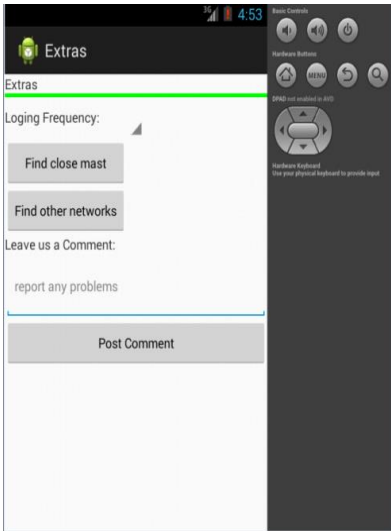 3G 4:53
Extras
Extras
Loging Frequency:
Find close mast
Find other networks
Leave us a Comment:
report any problems
Post Comment
Basic Controls
Hardware Buttons
MENU
DPAD not enabled in AVD
Hardware Keyboard
Use your physical keyboard to provide input